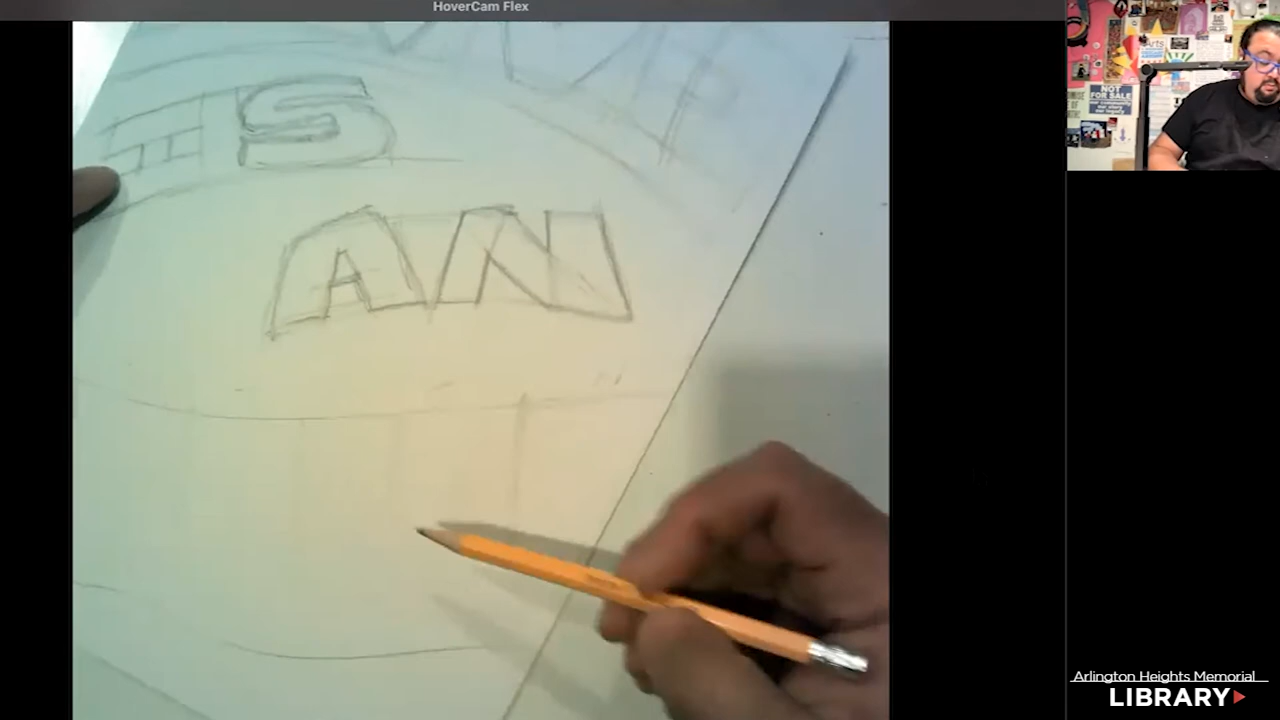 HoverCam Flex
S
AN
A
NOT
FOR SALE
Arlington Heights Memorial
LIBRARY